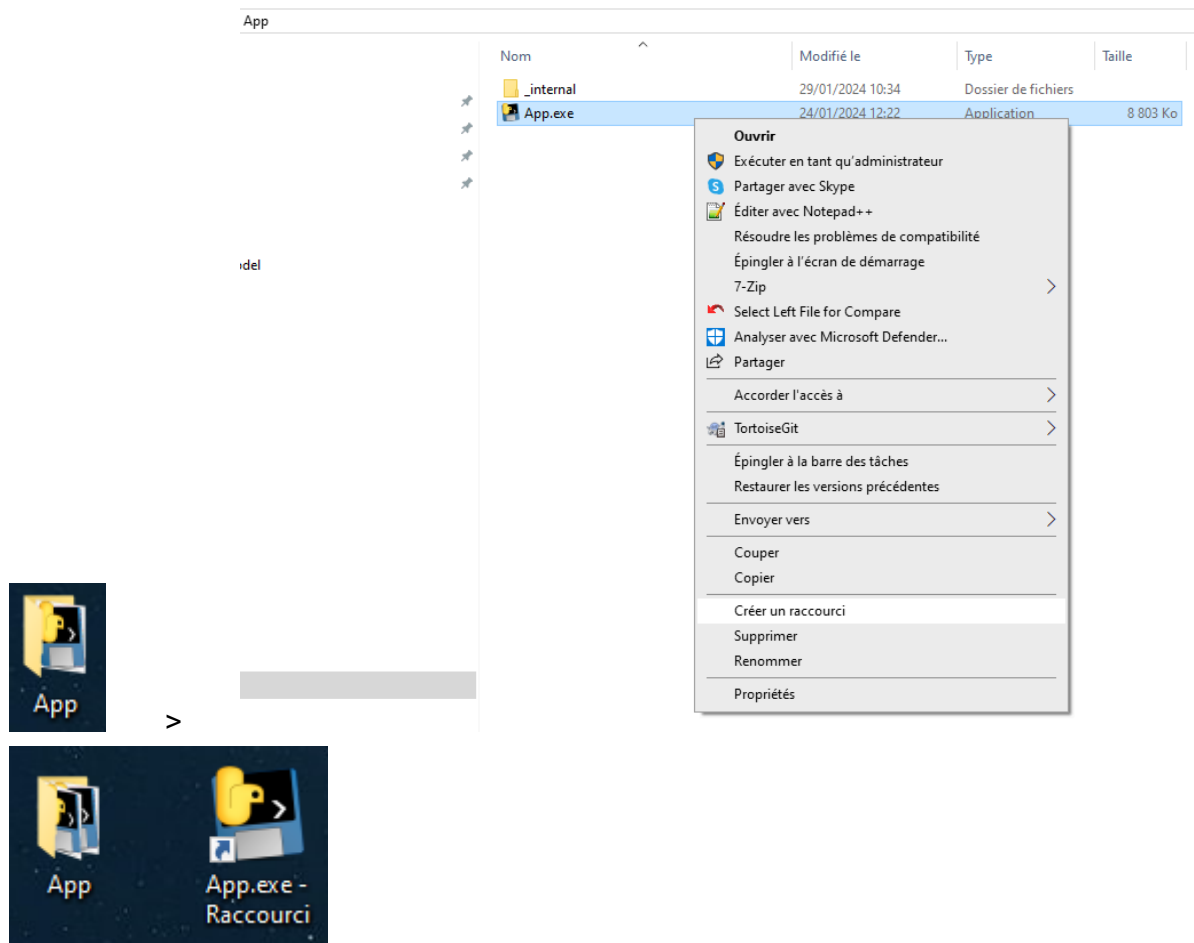 App
Nom Modifié le Type Taille
_internal 29/01/2024 10:34 Dossier de fichiers
App.exe 24/01/2024 12:22 Application 8 803 Ko
Ouvrir
Exécuter en tant qu'administrateur
Partager avec Skype
Éditer avec Notepad++
Résoudre les problèmes de compatibilité
Épingler à l'écran de démarrage
7-Zip
Select Left File for Compare
Analyser avec Microsoft Defender...
Partager
Accorder l'accès à
TortoiseGit
Épingler à la barre des tâches
Restaurer les versions précédentes
Envoyer vers
Couper
Copier
Créer un raccourci
Supprimer
Renommer
Propriétés
App
>
App
App.exe -
Raccourci